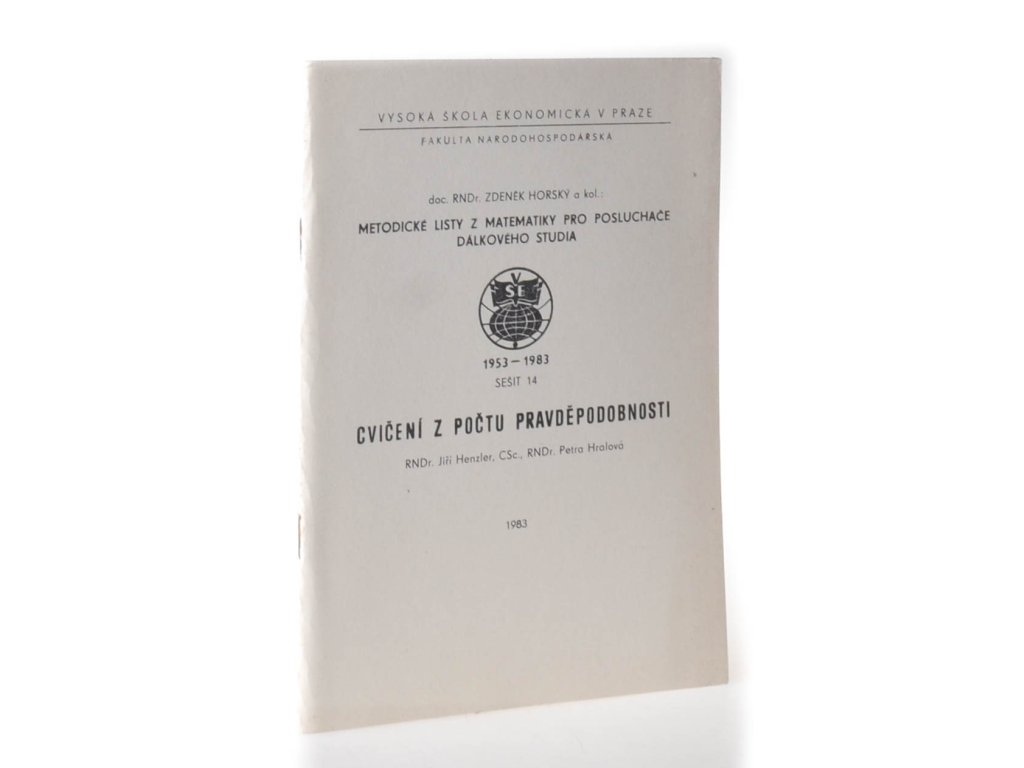 VYSOKÁ ŠKOLA EKONOMICKÁ V PRAZE
FAKULTA NÁRODOHOSPODÁŘSKÁ
doc. RNDr. ZDENĚK HORSKÝ a kol.:
METODICKÉ LISTY Z MATEMATIKY PRO POSLUCHAČE
DÁLKOVÉHO STUDIA
V
ŠE
1953 — 1983
SEŠIT 14
CVIČENÍ Z POČTU PRAVDĚPODOBNOSTI
RNDr. Jiří Henzler, CSc., RNDr. Petra Hralová
1983